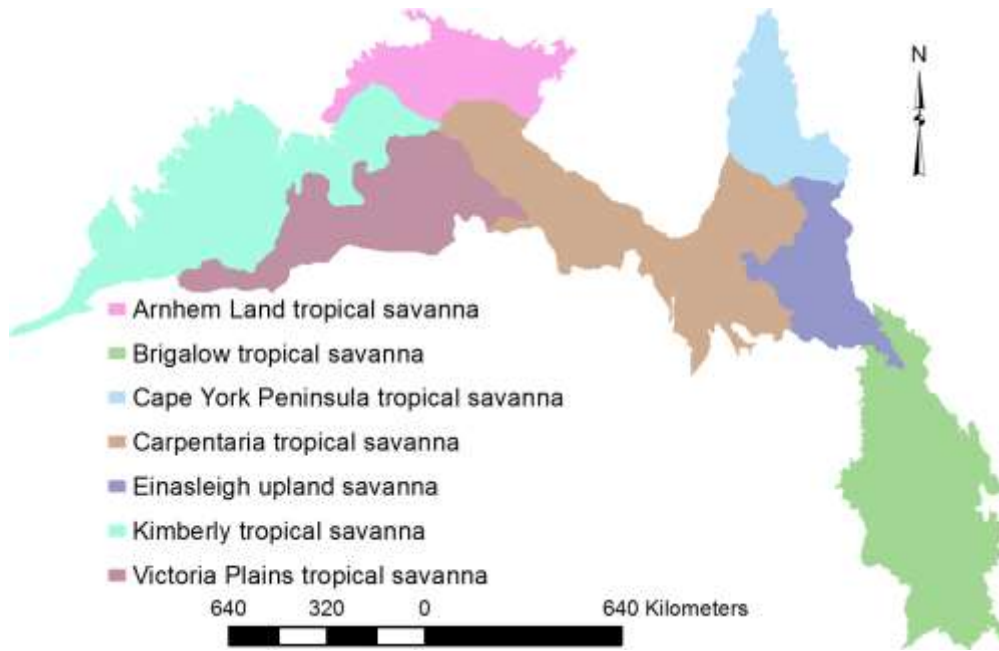 N
Arnhem Land tropical savanna
Brigalow tropical savanna
Cape York Peninsula tropical savanna
Carpentaria tropical savanna
Einasleigh upland savanna
Kimberly tropical savanna
Victoria Plains tropical savanna
640 320 0 640 Kilometers